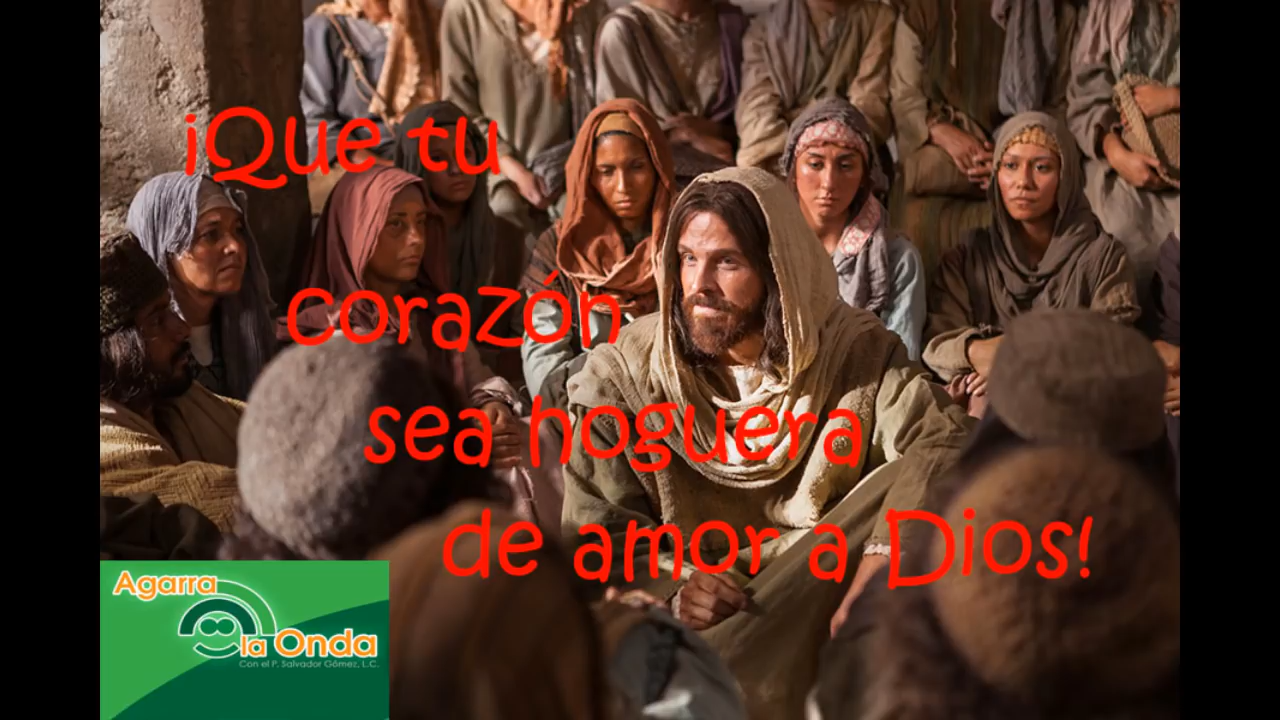 ¡Que tu
corazón
sea hoguera
de amor a Dios!
Agarra
la Onda
Con el P. Salvador Gómez, L.C.